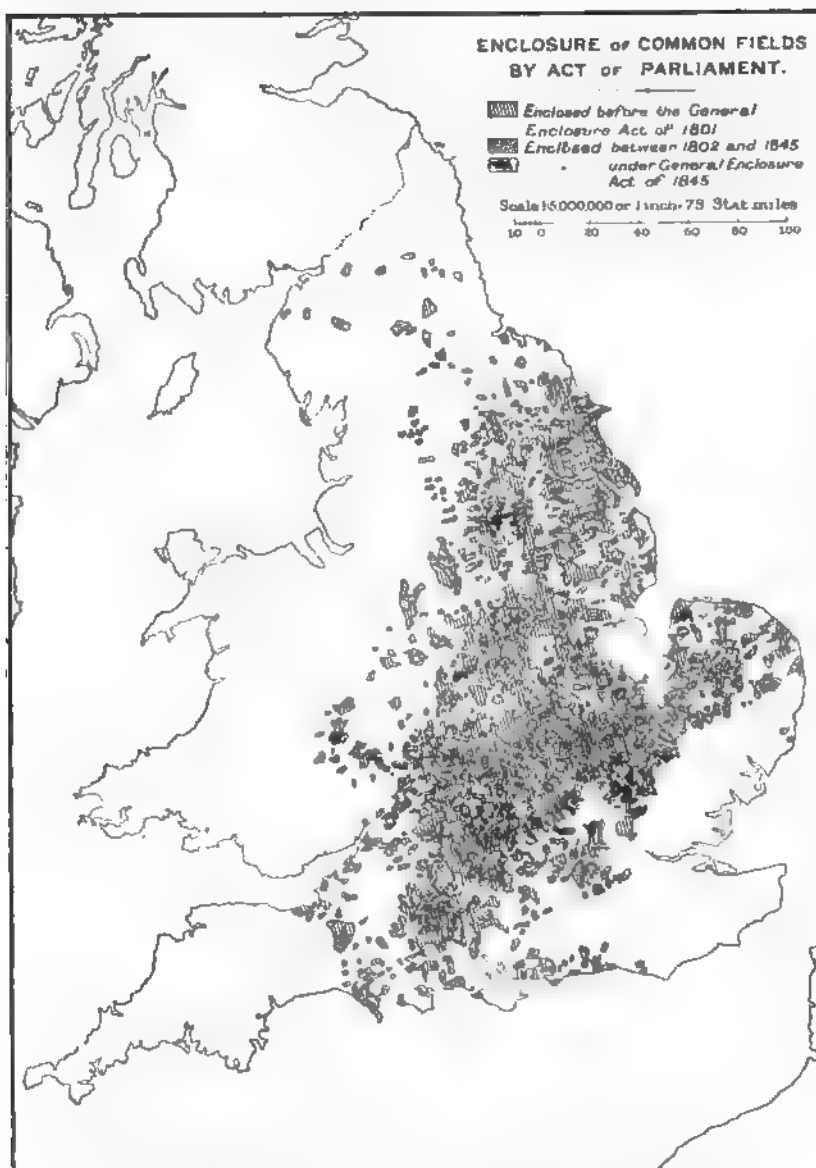 ENCLOSURE OF COMMON FIELDS
BY ACT OF PARLIAMENT.
Enclosed before the General
Enclosure Act of 1801
Enclosed between 1802 and 1845
" under General Enclosure
Act of 1845
Scale 1:5,000,000 or 1 inch = 79 Stat. miles
10 0 20 40 60 80 100